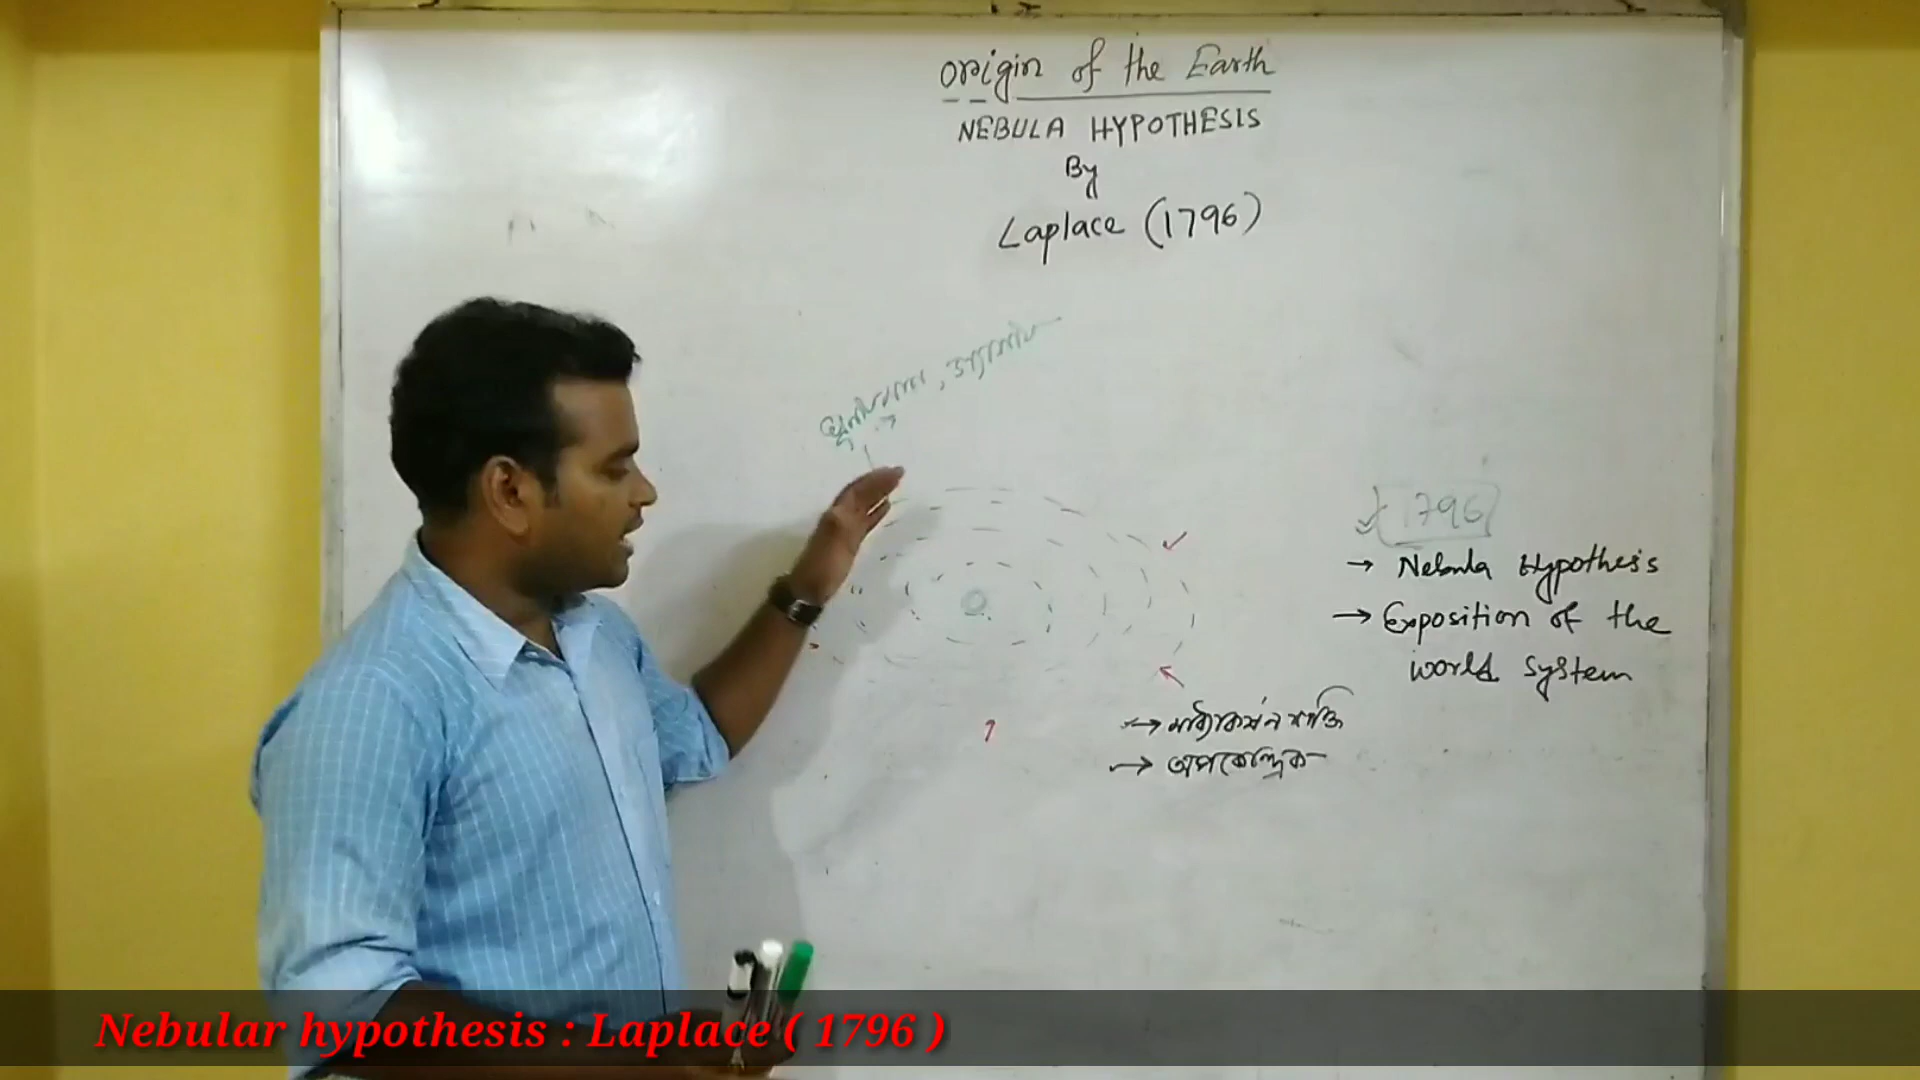 Origin of the Earth
NEBULA HYPOTHESIS
By
Laplace (1796)
1796
→ Nebula Hypothesis
→ Exposition of the
world system
→ মাধ্যাকর্ষন শক্তি
→ অপকেন্দ্রিক
Nebular hypothesis : Laplace ( 1796 )